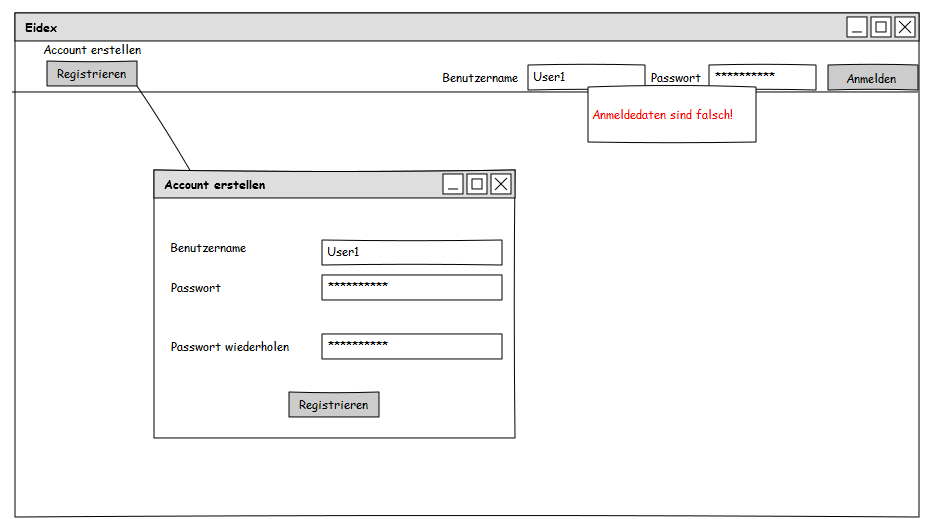 Eidex
Account erstellen
Registrieren
Benutzername User1 Passwort ********** Anmelden
Anmeldedaten sind falsch!
Account erstellen
Benutzername User1
Passwort **********
Passwort wiederholen **********
Registrieren